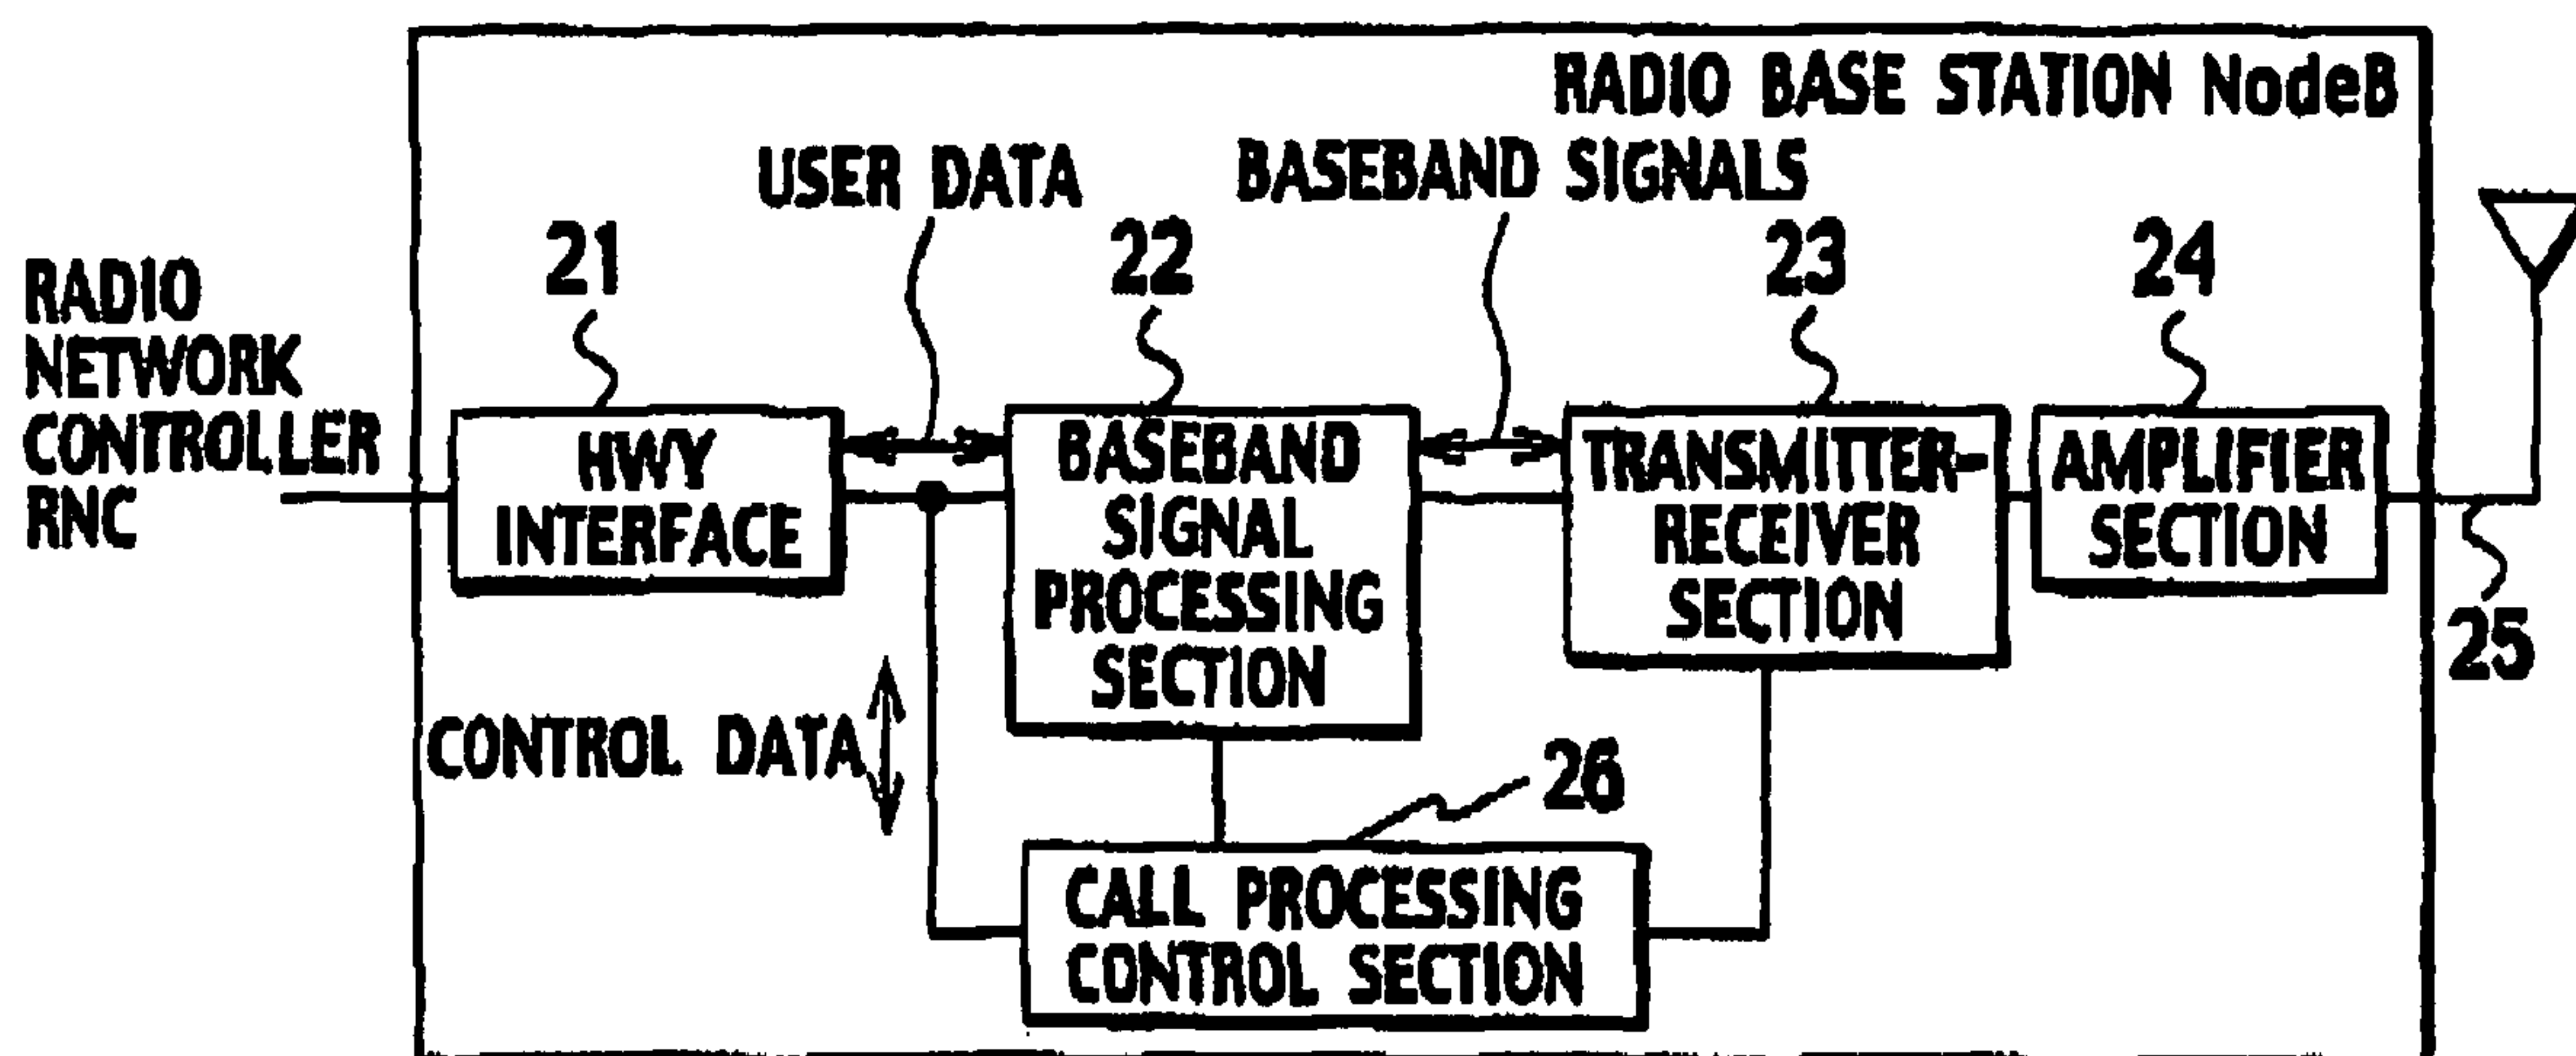 RADIO BASE STATION NodeB
USER DATA
BASEBAND SIGNALS
21
22
23
24
RADIO
NETWORK
CONTROLLER
RNC
HWY
INTERFACE
BASEBAND
SIGNAL
PROCESSING
SECTION
TRANSMITTER-
RECEIVER
SECTION
AMPLIFIER
SECTION
25
CONTROL DATA
26
CALL PROCESSING
CONTROL SECTION